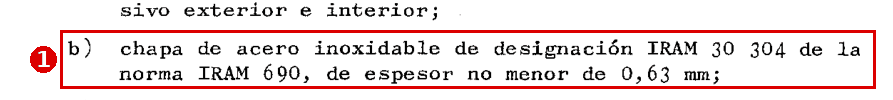 sivo exterior e interior;
1 b) chapa de acero inoxidable de designación IRAM 30 304 de la
norma IRAM 690, de espesor no menor de 0,63 mm;